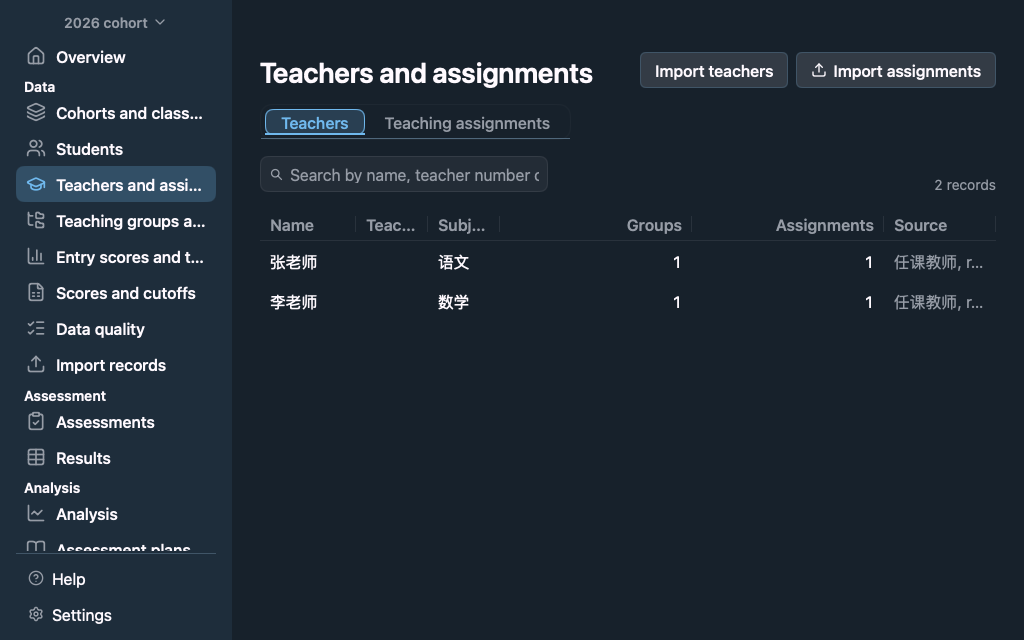 2026 cohort
Overview
Data
Cohorts and class...
Students
Teachers and assi...
Teaching groups a...
Entry scores and t...
Scores and cutoffs
Data quality
Import records
Assessment
Assessments
Results
Analysis
Analysis
Assessment plans
Help
Settings
Teachers and assignments
Import teachers
Import assignments
Teachers
Teaching assignments
Search by name, teacher number
2 records
Name Teac... Subj... Groups Assignments Source
张老师 语文 1 1 任课教师, r...
李老师 数学 1 1 任课教师, r...